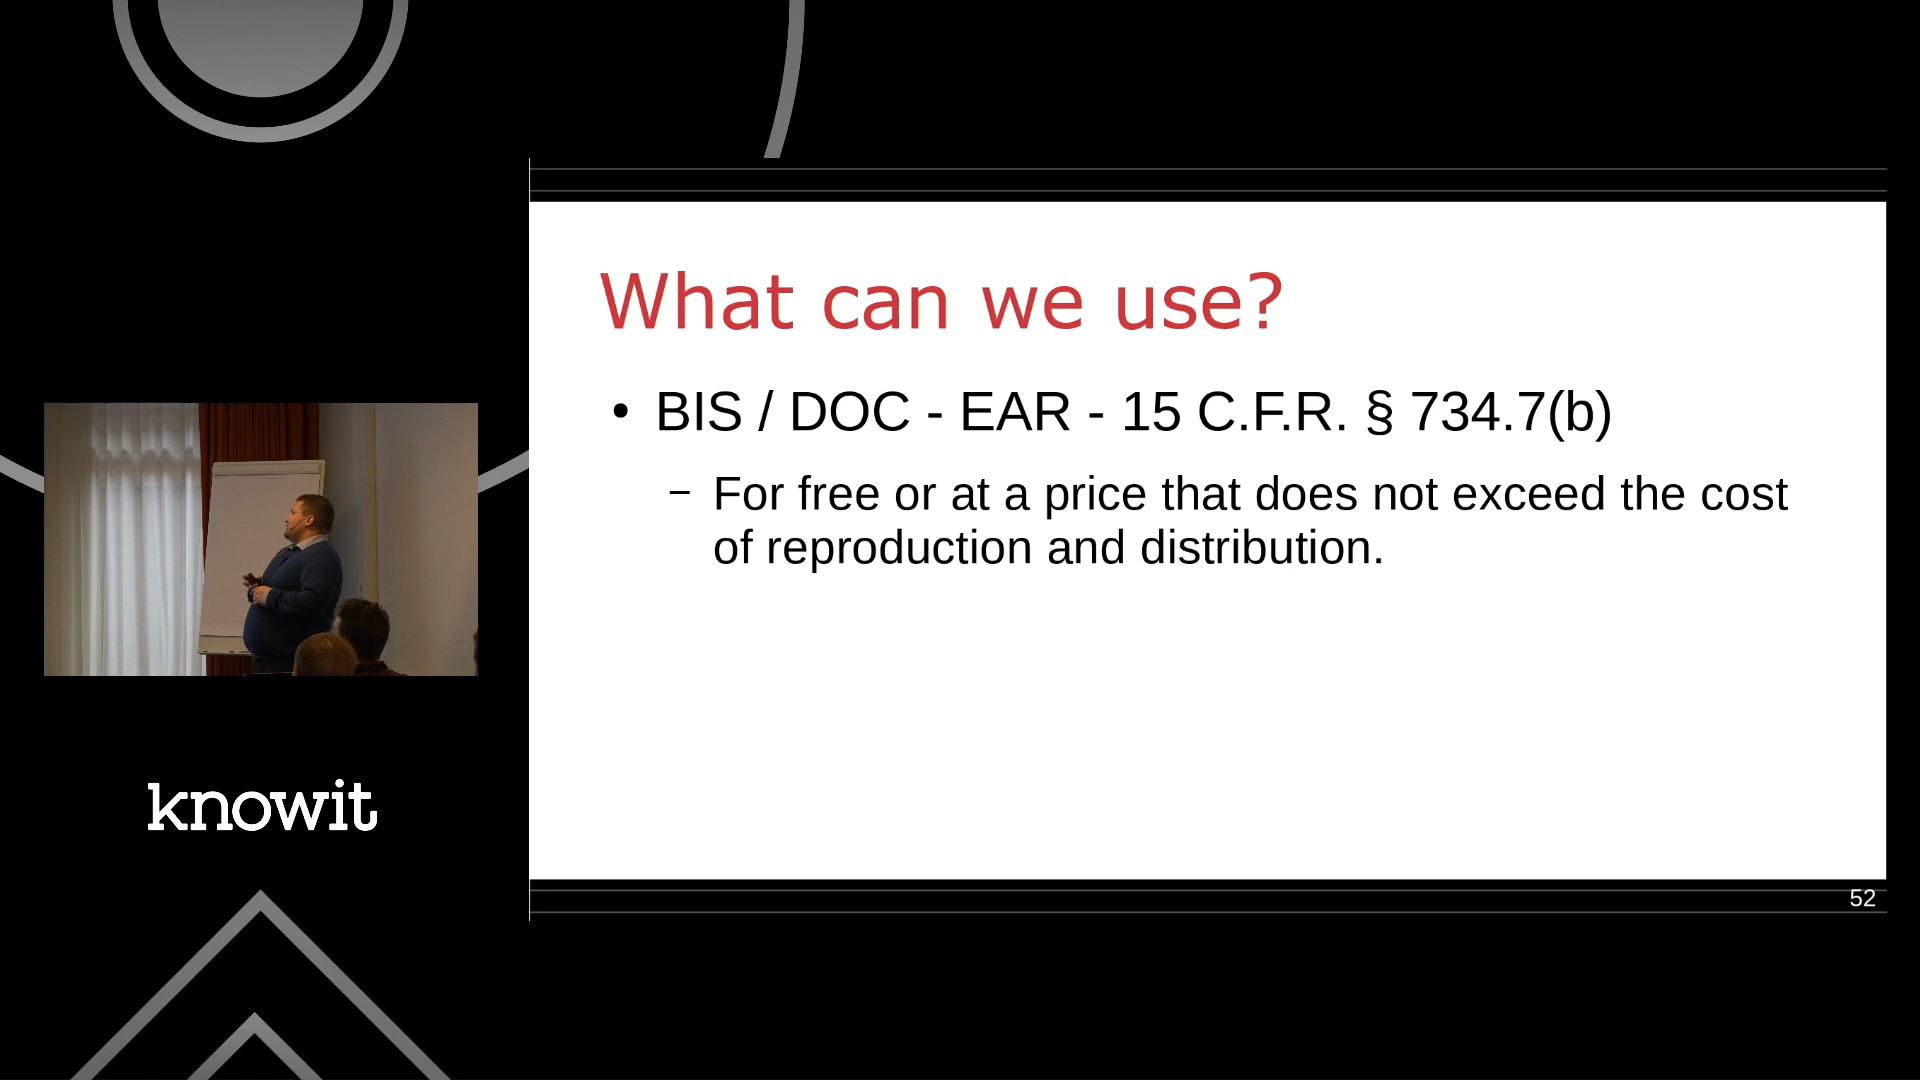 What can we use?
• BIS / DOC - EAR - 15 C.F.R. § 734.7(b)
– For free or at a price that does not exceed the cost
of reproduction and distribution.
knowit
52